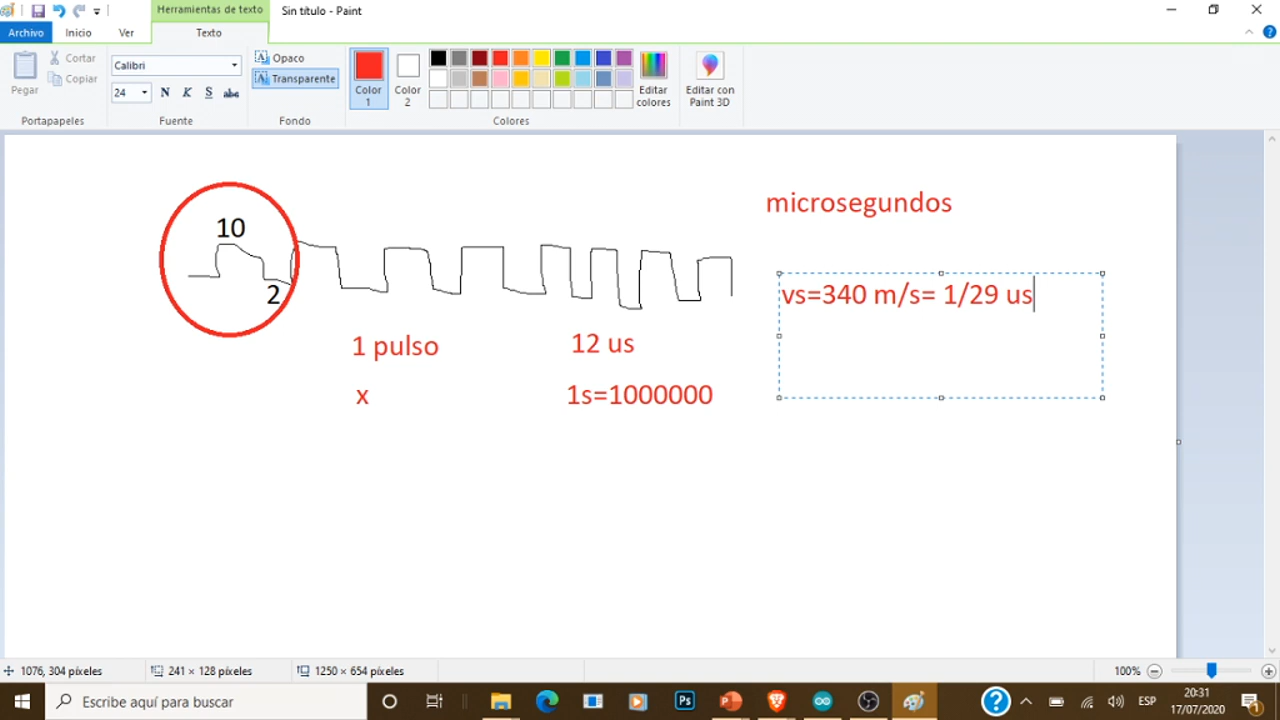 Herramientas de texto
Sin título - Paint
Archivo
Inicio
Ver
Texto
Pegar
Cortar
Copiar
Portapapeles
Calibri
24
N K S abc
Fuente
Opaco
Transparente
Fondo
Color 1
Color 2
Colores
Editar colores
Editar con Paint 3D
10
2
microsegundos
vs=340 m/s= 1/29 us
1 pulso
12 us
x
1s=1000000
1076, 304 píxeles
241 × 128 píxeles
1250 × 654 píxeles
100%
Escribe aquí para buscar
Ps
ESP
20:31
17/07/2020
1